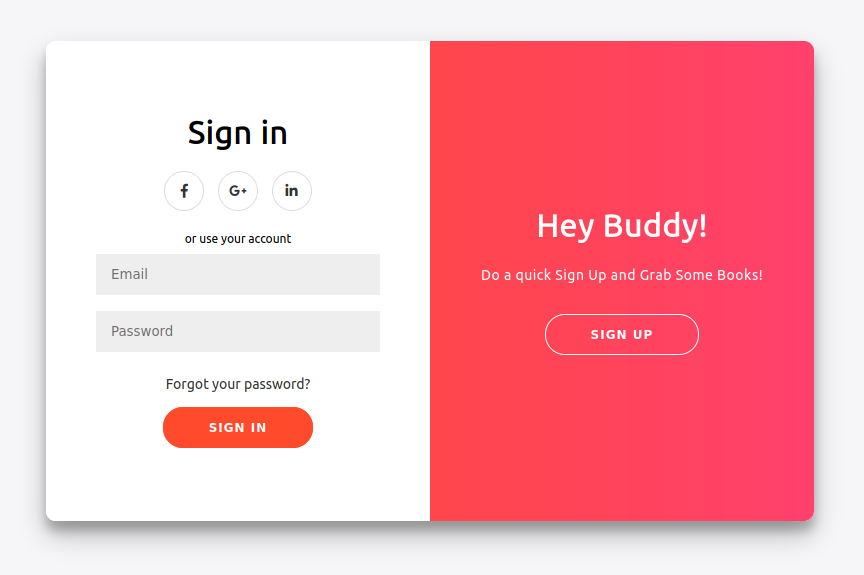 Sign in
f
G+
in
or use your account
Email
Password
Forgot your password?
SIGN IN
Hey Buddy!
Do a quick Sign Up and Grab Some Books!
SIGN UP